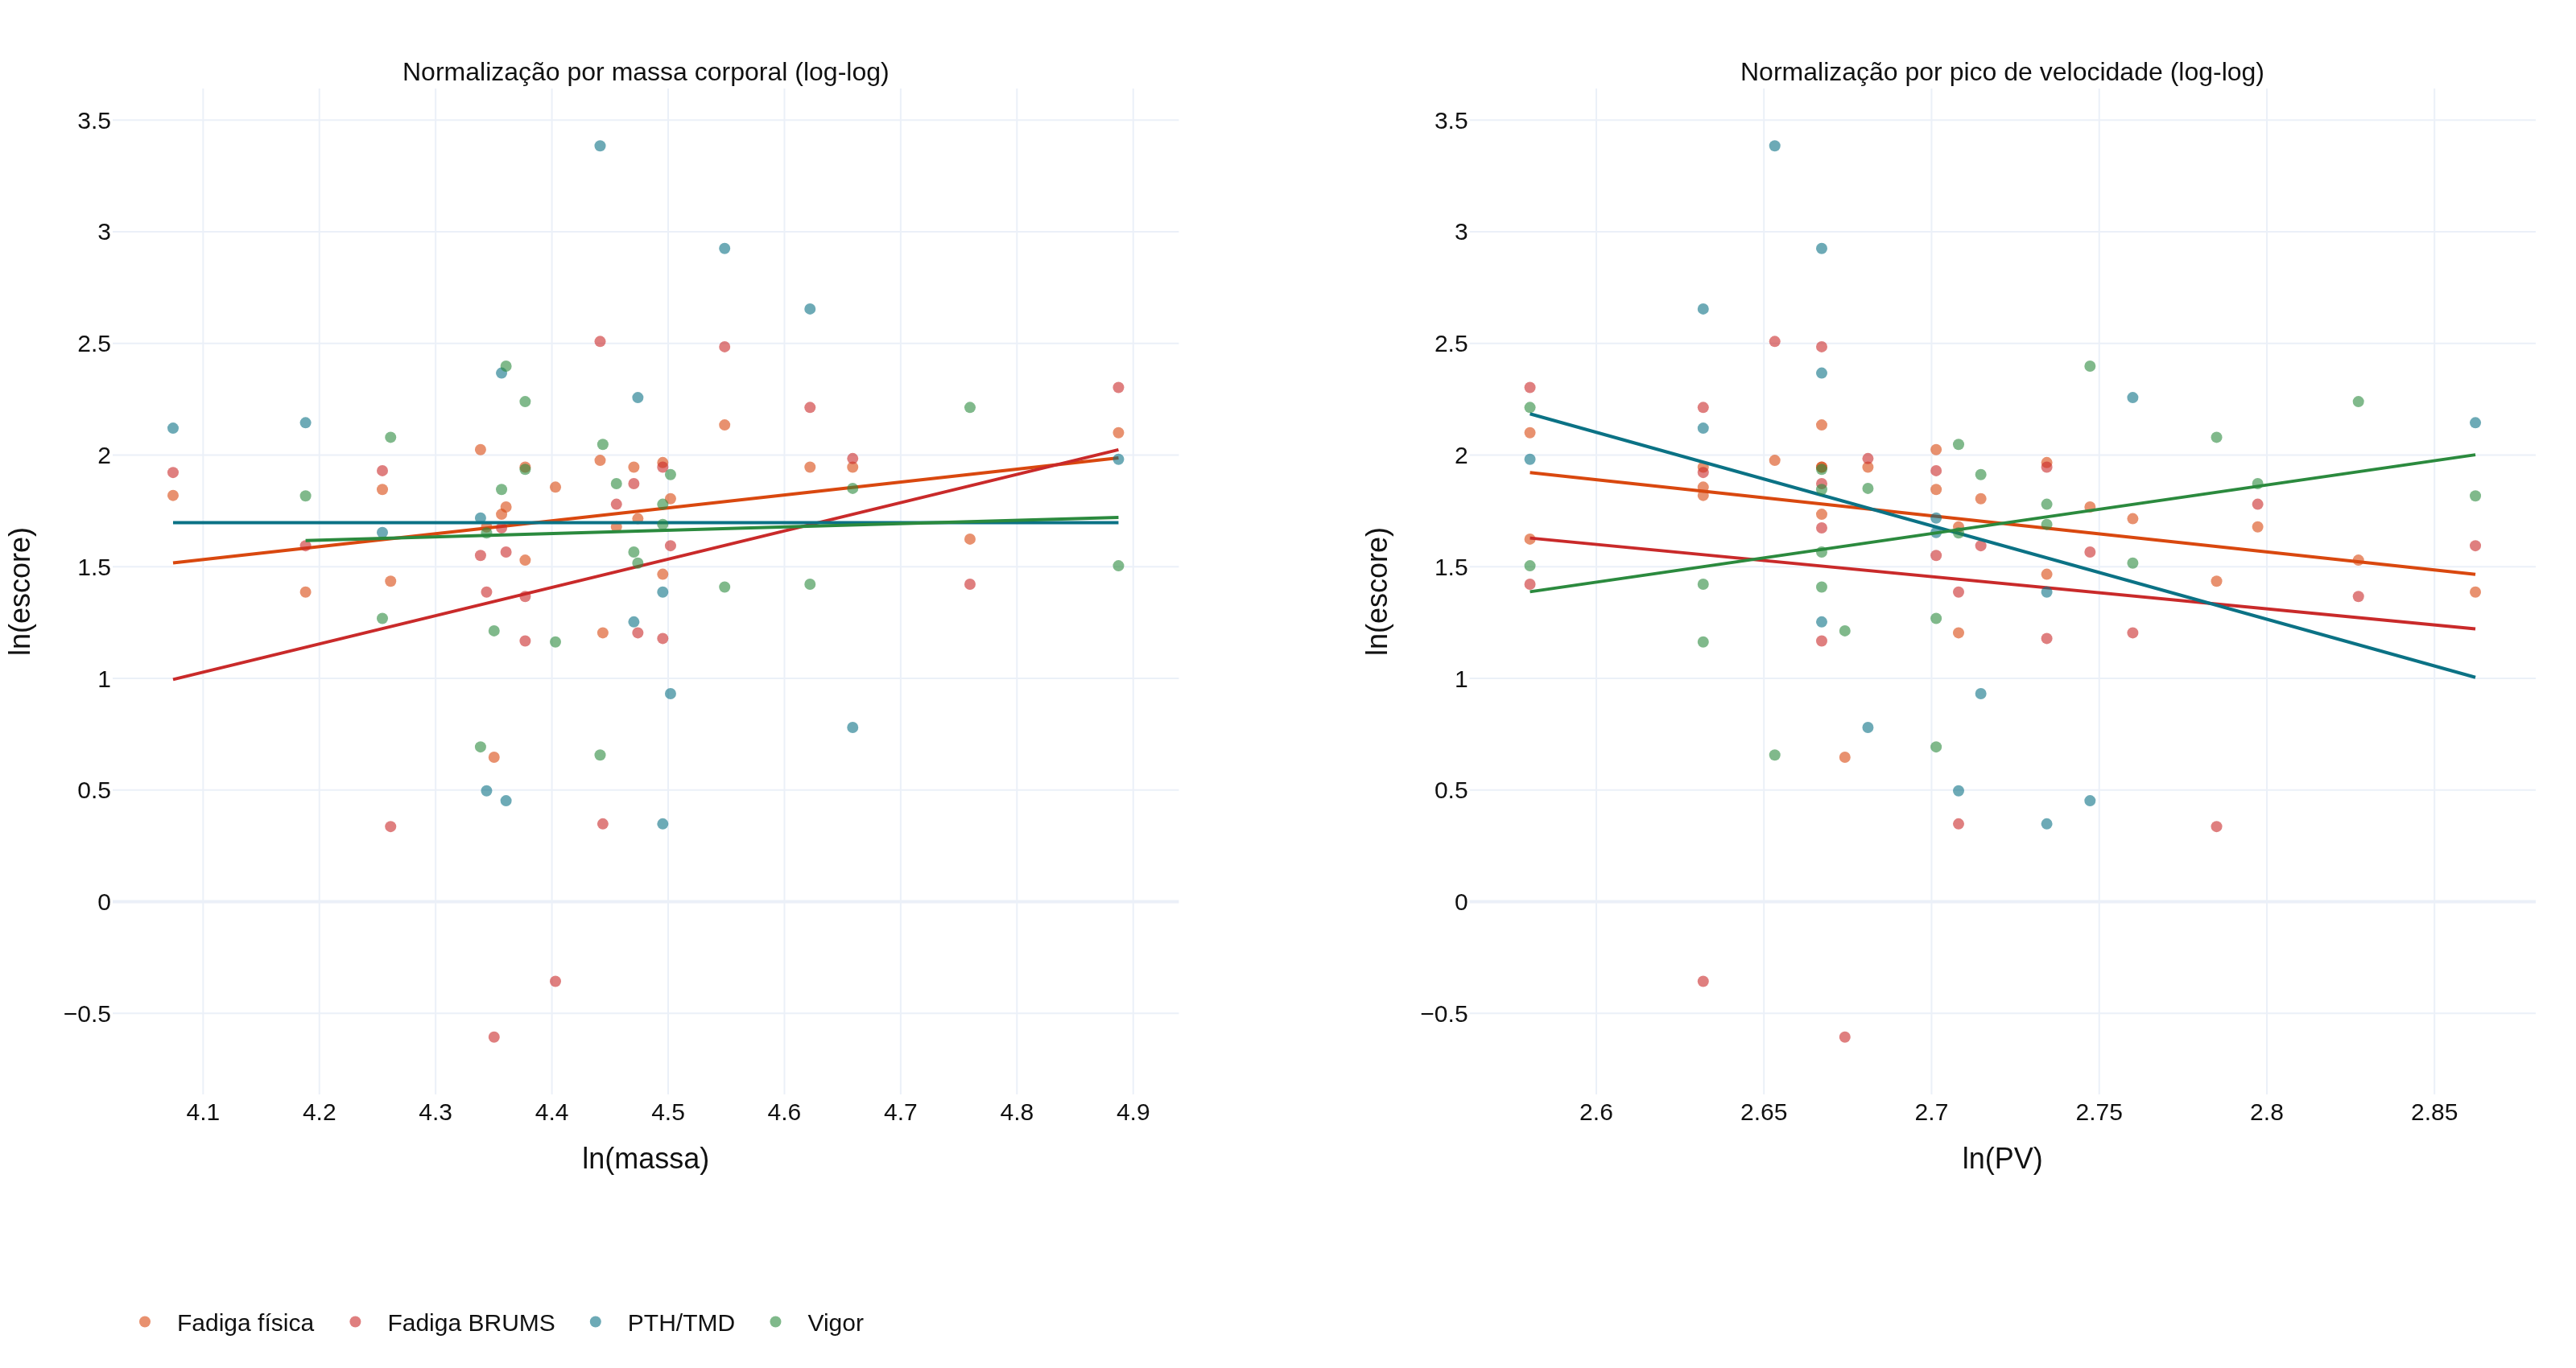 Normalização por massa corporal (log-log)
3.5
3
2.5
2
1.5
1
0.5
0
−0.5
ln(escore)
4.1 4.2 4.3 4.4 4.5 4.6 4.7 4.8 4.9
ln(massa)
Normalização por pico de velocidade (log-log)
3.5
3
2.5
2
1.5
1
0.5
0
−0.5
ln(escore)
2.6 2.65 2.7 2.75 2.8 2.85
ln(PV)
Fadiga física Fadiga BRUMS PTH/TMD Vigor